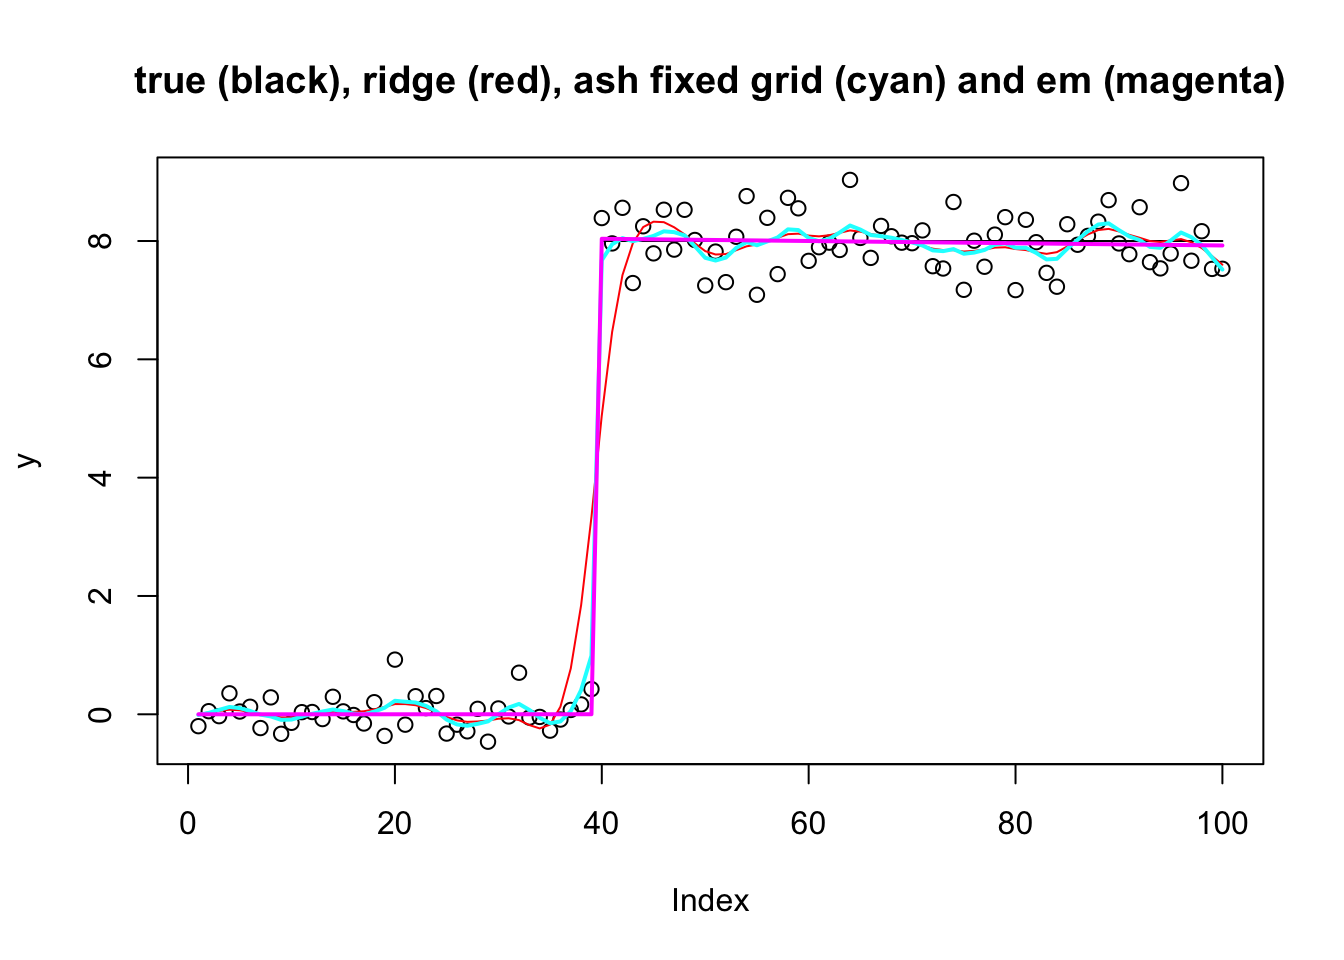 true (black), ridge (red), ash fixed grid (cyan) and em (magenta)
8
6
4
2
0
y
0 20 40 60 80 100
Index